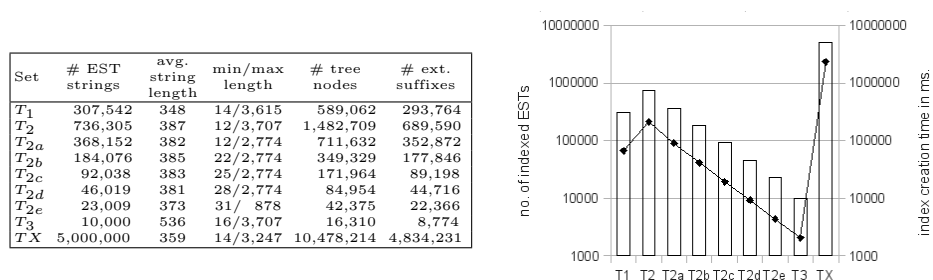 Set # EST strings avg. string length min/max length # tree nodes # ext. suffixes
T1 307,542 348 14/3,615 589,062 293,764
T2 736,305 387 12/3,707 1,482,709 689,590
T2a 368,152 382 12/2,774 711,632 352,872
T2b 184,076 385 22/2,774 349,329 177,846
T2c 92,038 383 25/2,774 171,964 89,198
T2d 46,019 381 28/2,774 84,954 44,716
T2e 23,009 373 31/ 878 42,375 22,366
T3 10,000 536 16/3,707 16,310 8,774
TX 5,000,000 359 14/3,247 10,478,214 4,834,231
no. of indexed ESTs
10000000
1000000
100000
10000
1000
T1 T2 T2a T2b T2c T2d T2e T3 TX
10000000
1000000
100000
10000
1000
index creation time in ms.